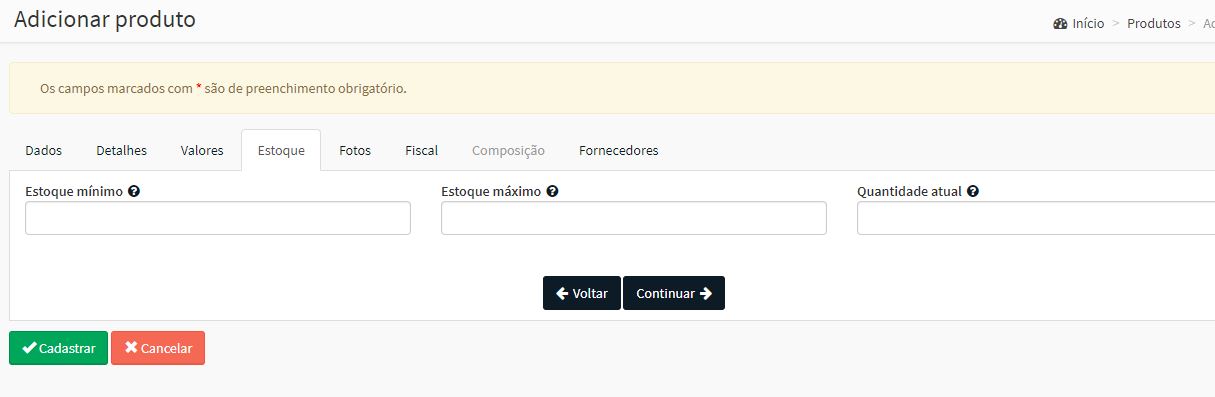 Adicionar produto
Início > Produtos >
Os campos marcados com * são de preenchimento obrigatório.
Dados Detalhes Valores Estoque Fotos Fiscal Composição Fornecedores
Estoque mínimo Estoque máximo Quantidade atual
Voltar Continuar
Cadastrar Cancelar